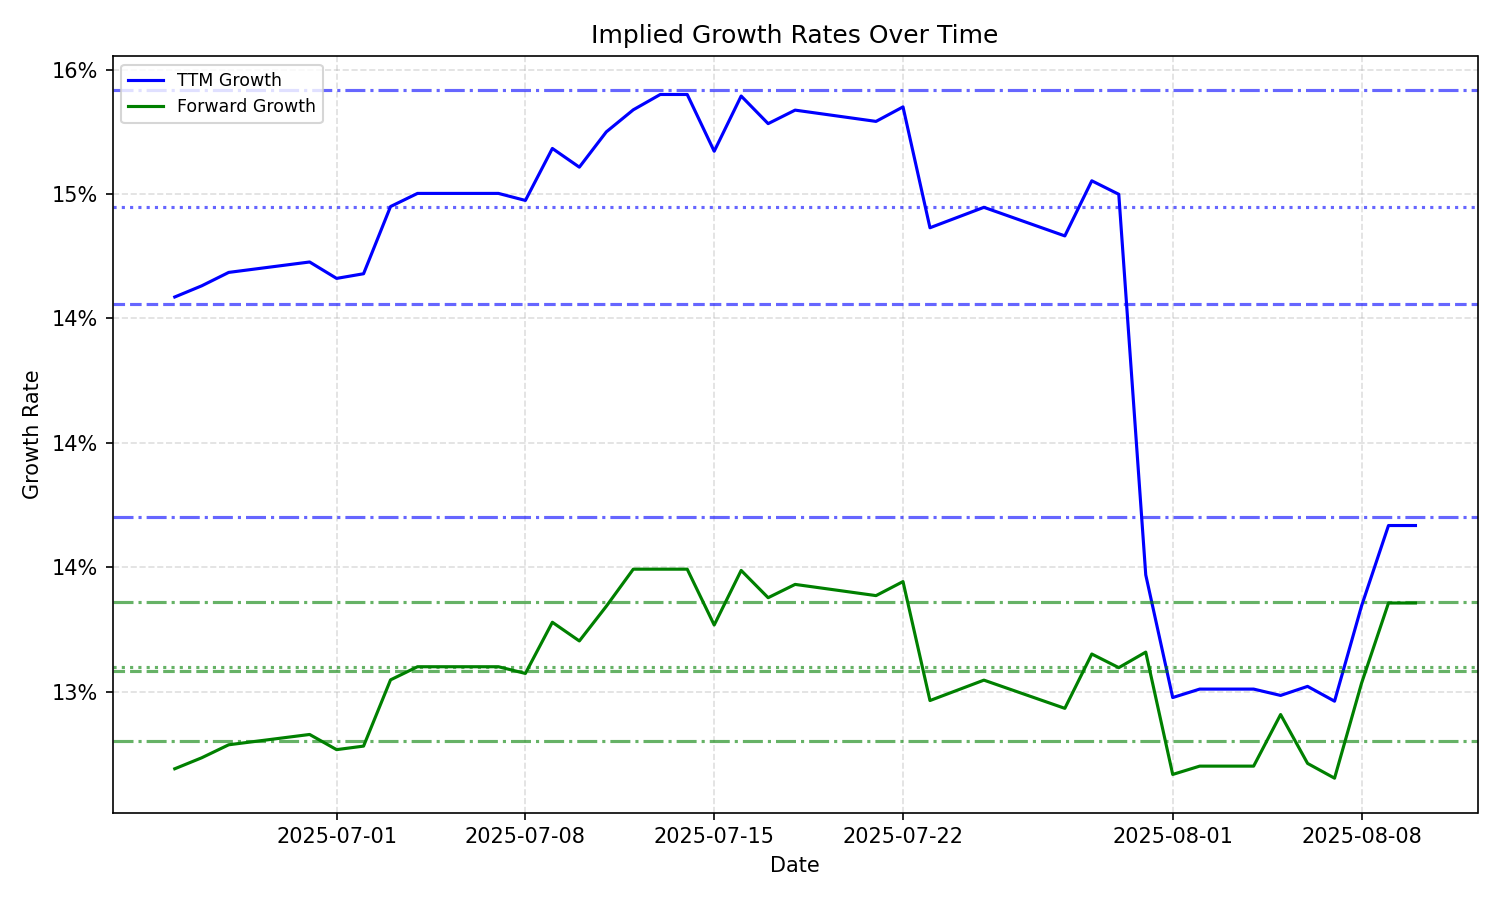 Implied Growth Rates Over Time
TTM Growth
Forward Growth
16%
15%
14%
14%
14%
13%
Growth Rate
2025-07-01
2025-07-08
2025-07-15
2025-07-22
2025-08-01
2025-08-08
Date